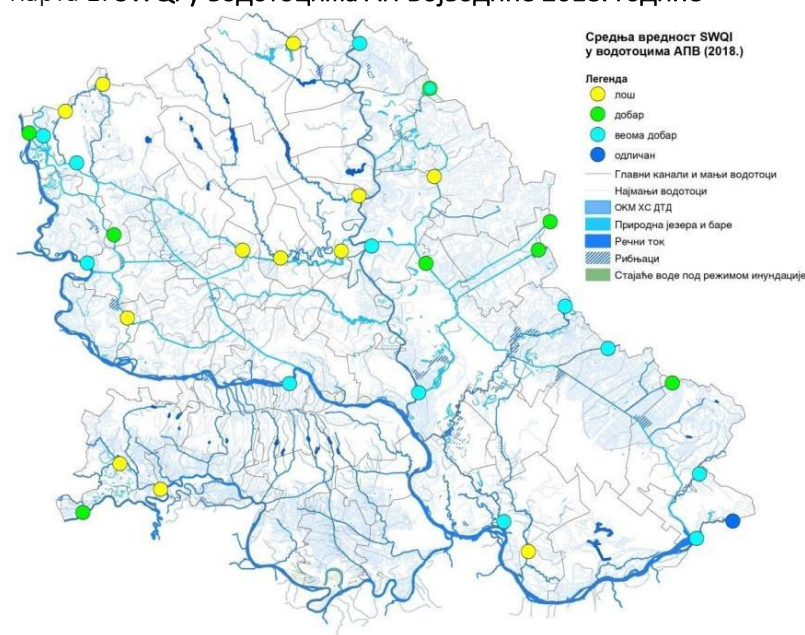 Средња вредност SWQI
у водотоцима АПВ (2018.)
Легенда
лош
добар
веома добар
одличан
Главни канали и мањи водотоци
Најмањи водотоци
ОКМ ХС ДТД
Природна језера и баре
Речни ток
Рибњаци
Стајаће воде под режимом инундације